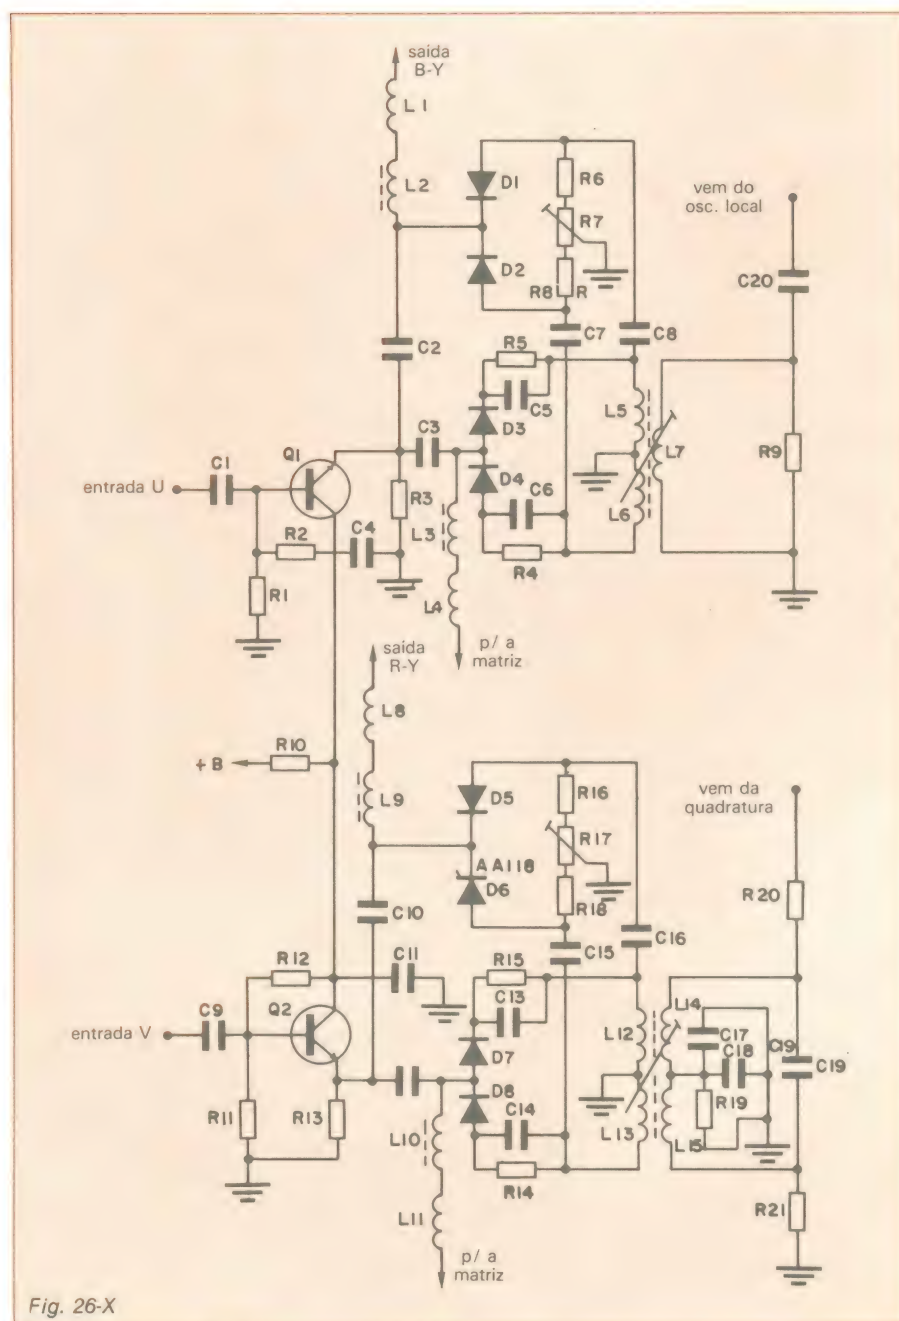 saída
B-Y
L1
L2
D1
R6
vem do
osc. local
R7
D2
R8 R
C20
C2
C7
C8
R5
C5
L5
C3
D3
L7
R9
Q1
C1
entrada U
D4
C6
R3
L6
R2
C4
L3
R4
R1
L4
saída
R-Y
p/ a
matriz
L8
+B
R10
L9
D5
R16
vem da
quadratura
R17
AA118
D6
R18
R20
C10
C15
C16
R12
C11
R15
C13
L14
Q2
L12
C17
C9
entrada V
D7
C18
C19
C19
D8
R11
R13
C14
R19
L10
L13
L15
R14
R21
L11
p/ a
matriz
Fig. 26-X